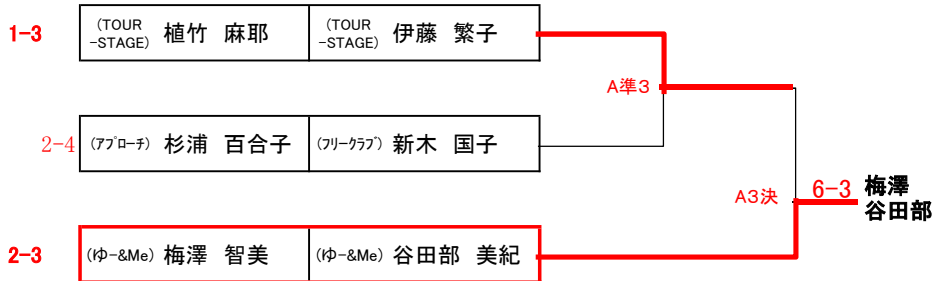 1-3 (TOUR-STAGE) 植竹 麻耶 (TOUR-STAGE) 伊藤 繁子
A準3
2-4 (アプローチ) 杉浦 百合子 (フリークラブ) 新木 国子
A3決 6-3 梅澤
谷田部
2-3 (ゆー&Me) 梅澤 智美 (ゆー&Me) 谷田部 美紀